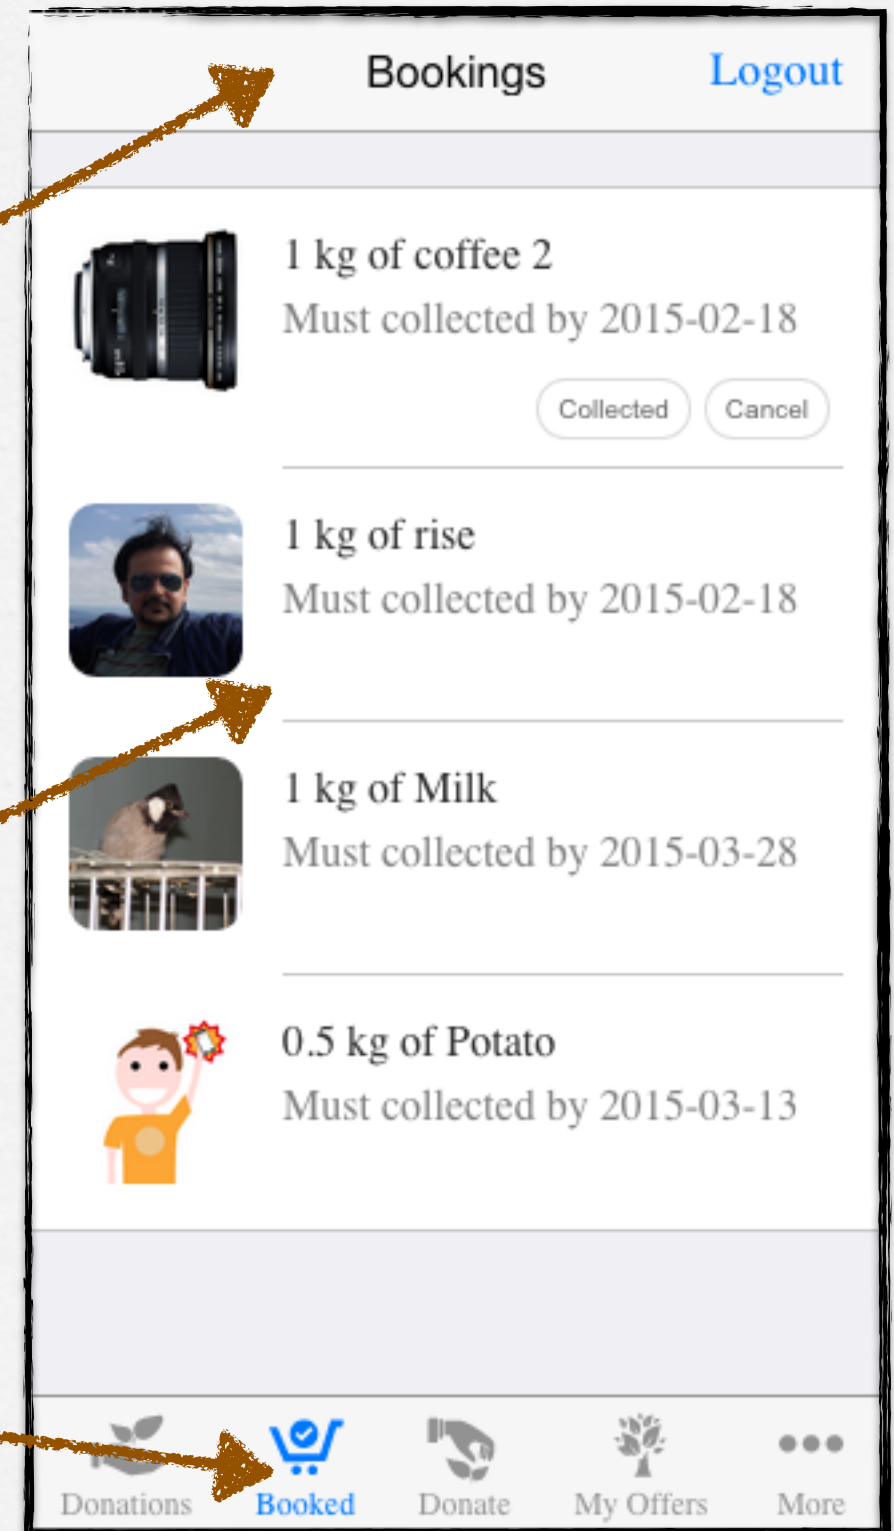 Bookings Logout
1 kg of coffee 2
Must collected by 2015-02-18
Collected Cancel
1 kg of rise
Must collected by 2015-02-18
1 kg of Milk
Must collected by 2015-03-28
0.5 kg of Potato
Must collected by 2015-03-13
Donations Booked Donate My Offers More